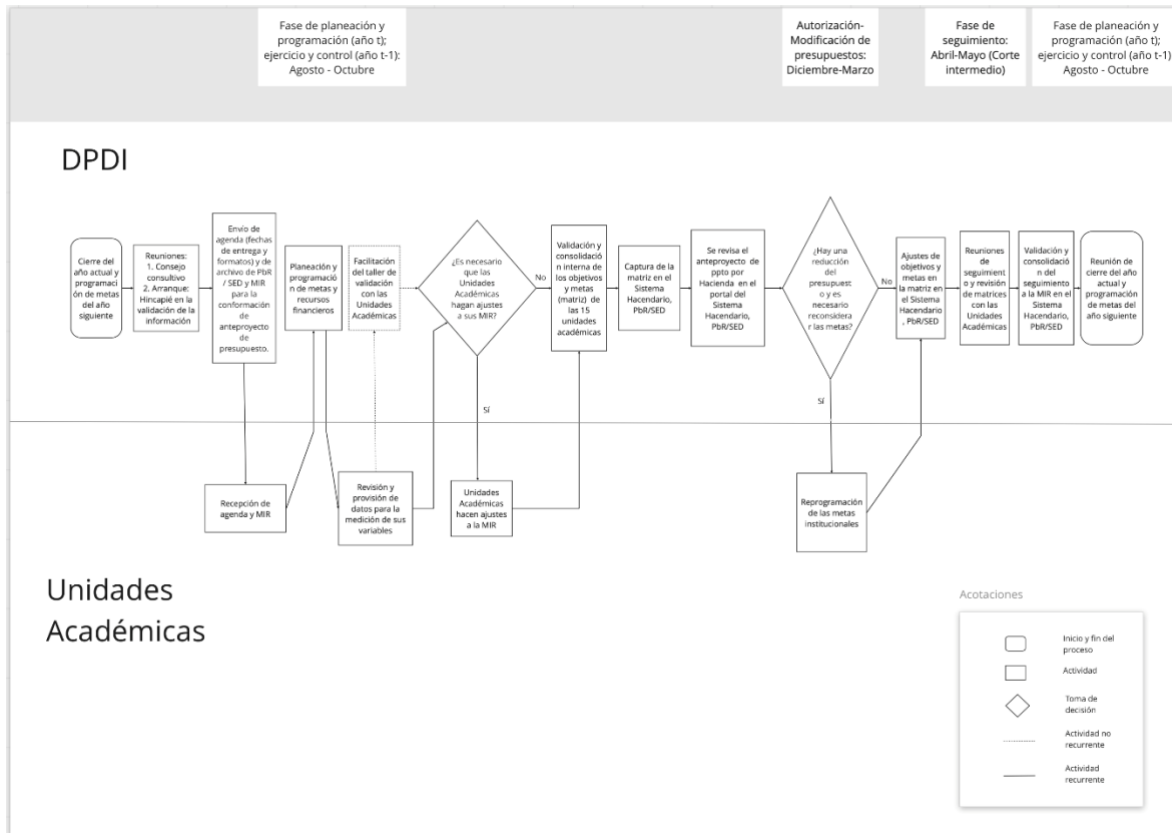 Fase de planeación y
programación (año t);
ejercicio y control (año t-1):
Agosto - Octubre
Autorización-
Modificación de
presupuestos:
Diciembre-Marzo
Fase de
seguimiento:
Abril-Mayo (Corte
intermedio)
Fase de planeación y
programación (año t);
ejercicio y control (año t-1)
Agosto - Octubre
DPDI
Cierre del
año actual y
programaci
ón de metas
del año
siguiente
Reuniones:
1. Consejo
consultivo
2. Arranque:
Hincapié en la
validación de la
información
Envío de
agenda (fechas
de entrega y
formatos) y de
archivo de PbR
/ SED y MIR
para la
conformación
de
anteproyecto
de
presupuesto.
Planeación y
programació
n de metas y
recursos
financieros
Facilitación
del taller de
validación
con las
Unidades
Académicas
¿Es necesario
que las
Unidades
Académicas
hagan ajustes
a sus MIR?
No
Sí
Validación y
consolidació
n interna de
los objetivos
y metas
(matriz) de
las 15
unidades
académicas
Captura de la
matriz en el
Sistema
Hacendario,
PbR/SED
Se revisa el
anteproyecto de
ppto por
Hacienda en el
portal del
Sistema
Hacendario,
PbR/SED
¿Hay una
reducción del
presupuest
o y es
necesario
reconsidera
r las metas?
No
Sí
Ajustes de
objetivos y
metas en
la matriz en
el Sistema
Hacendario
, PbR/SED
Reuniones
de
seguimient
o y revisión
de matrices
con las
Unidades
Académicas
Validación y
consolidació
n del
seguimiento
a la MIR en el
Sistema
Hacendario,
PbR/SED
Reunión de
cierre del año
actual y
programación
de metas del
año siguiente
Recepción de
agenda y MIR
Revisión y
provisión de
datos para la
medición de sus
variables
Unidades
Académicas
hacen ajustes
a la MIR
Reprogramación
de las metas
institucionales
Unidades
Académicas
Acotaciones
Inicio y fin del
proceso
Actividad
Toma de
decisión
Actividad no
recurrente
Actividad
recurrente